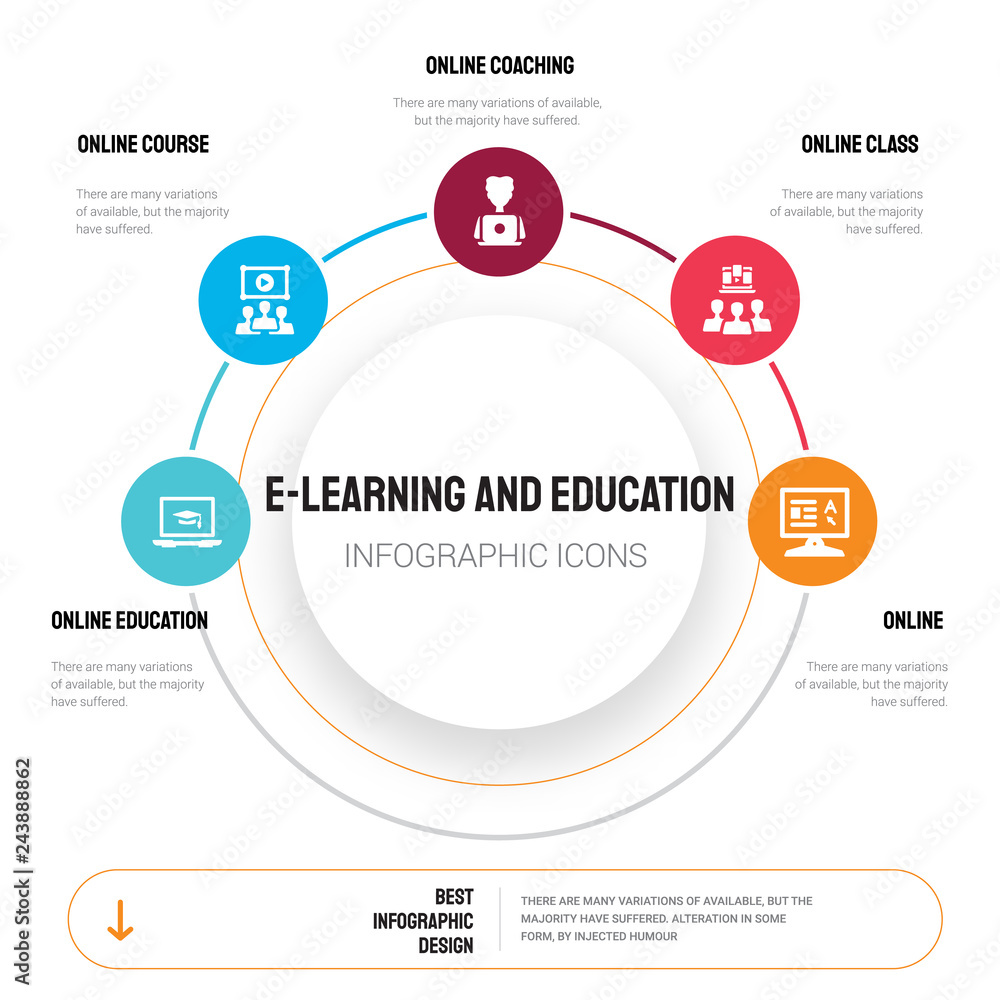 ONLINE COACHING
There are many variations of available,
but the majority have suffered.
ONLINE COURSE
There are many variations
of available, but the majority
have suffered.
ONLINE CLASS
There are many variations
of available, but the majority
have suffered.
A
E-LEARNING AND EDUCATION
INFOGRAPHIC ICONS
ONLINE EDUCATION
There are many variations
of available, but the majority
have suffered.
ONLINE
There are many variations
of available, but the majority
have suffered.
BEST
INFOGRAPHIC
DESIGN
THERE ARE MANY VARIATIONS OF AVAILABLE, BUT THE
MAJORITY HAVE SUFFERED. ALTERATION IN SOME
FORM, BY INJECTED HUMOUR
Adobe Stock | #243888862
Adobe Stock